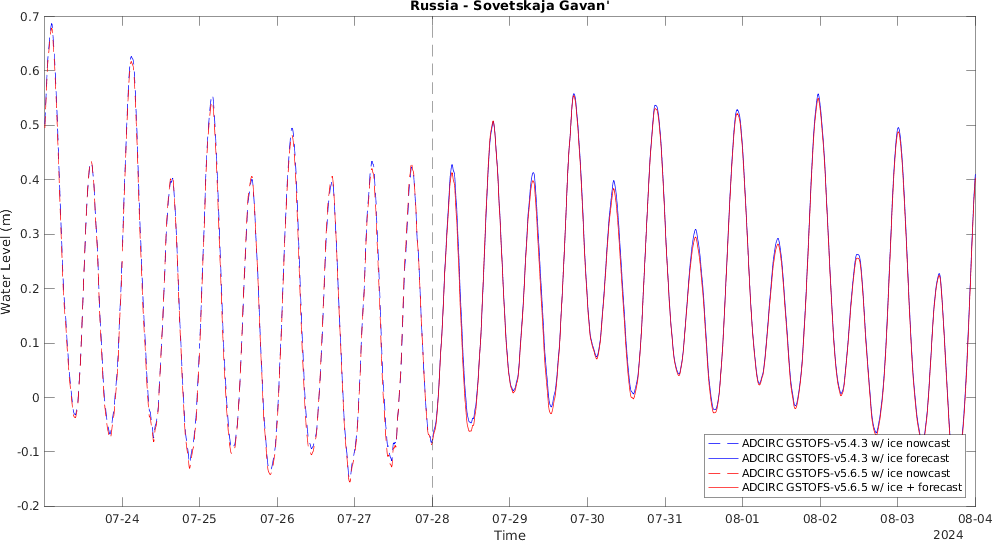 Russia - Sovetskaja Gavan'
Water Level (m)
0.7
0.6
0.5
0.4
0.3
0.2
0.1
0
-0.1
-0.2
ADCIRC GSTOFS-v5.4.3 w/ ice nowcast
ADCIRC GSTOFS-v5.4.3 w/ ice forecast
ADCIRC GSTOFS-v5.6.5 w/ ice nowcast
ADCIRC GSTOFS-v5.6.5 w/ ice + forecast
07-24 07-25 07-26 07-27 07-28 07-29 07-30 07-31 08-01 08-02 08-03 08-04
Time
2024